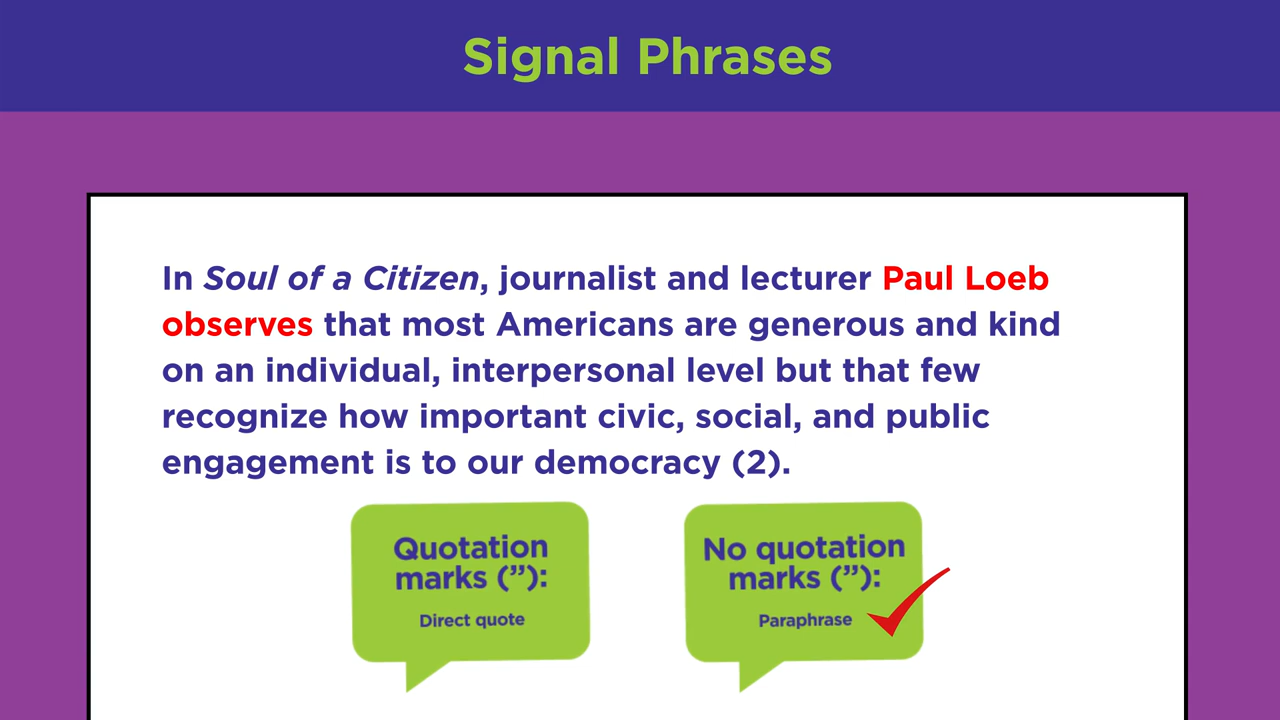 Signal Phrases
In Soul of a Citizen, journalist and lecturer Paul Loeb
observes that most Americans are generous and kind
on an individual, interpersonal level but that few
recognize how important civic, social, and public
engagement is to our democracy (2).
Quotation
marks (”):
Direct quote
No quotation
marks (”):
Paraphrase